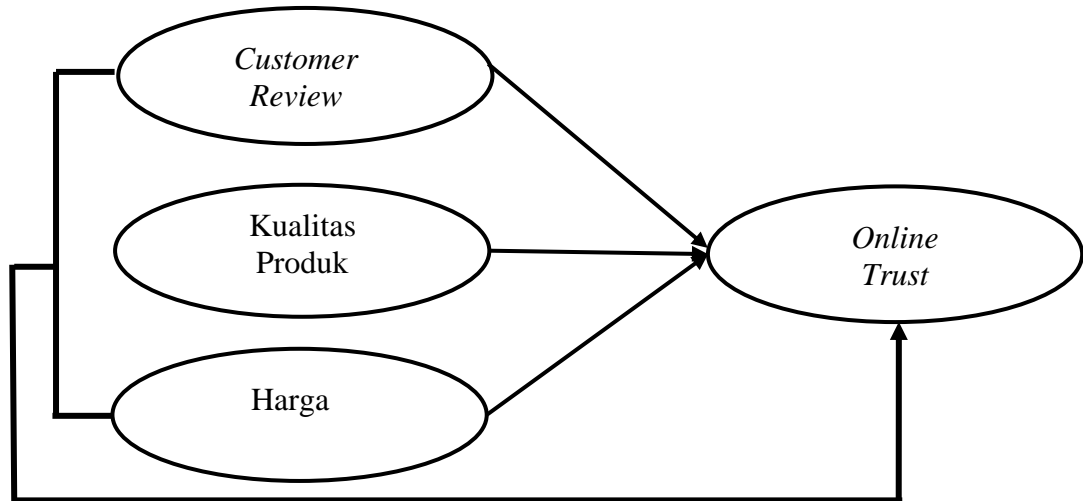 Customer
Review
Kualitas
Produk
Online
Trust
Harga